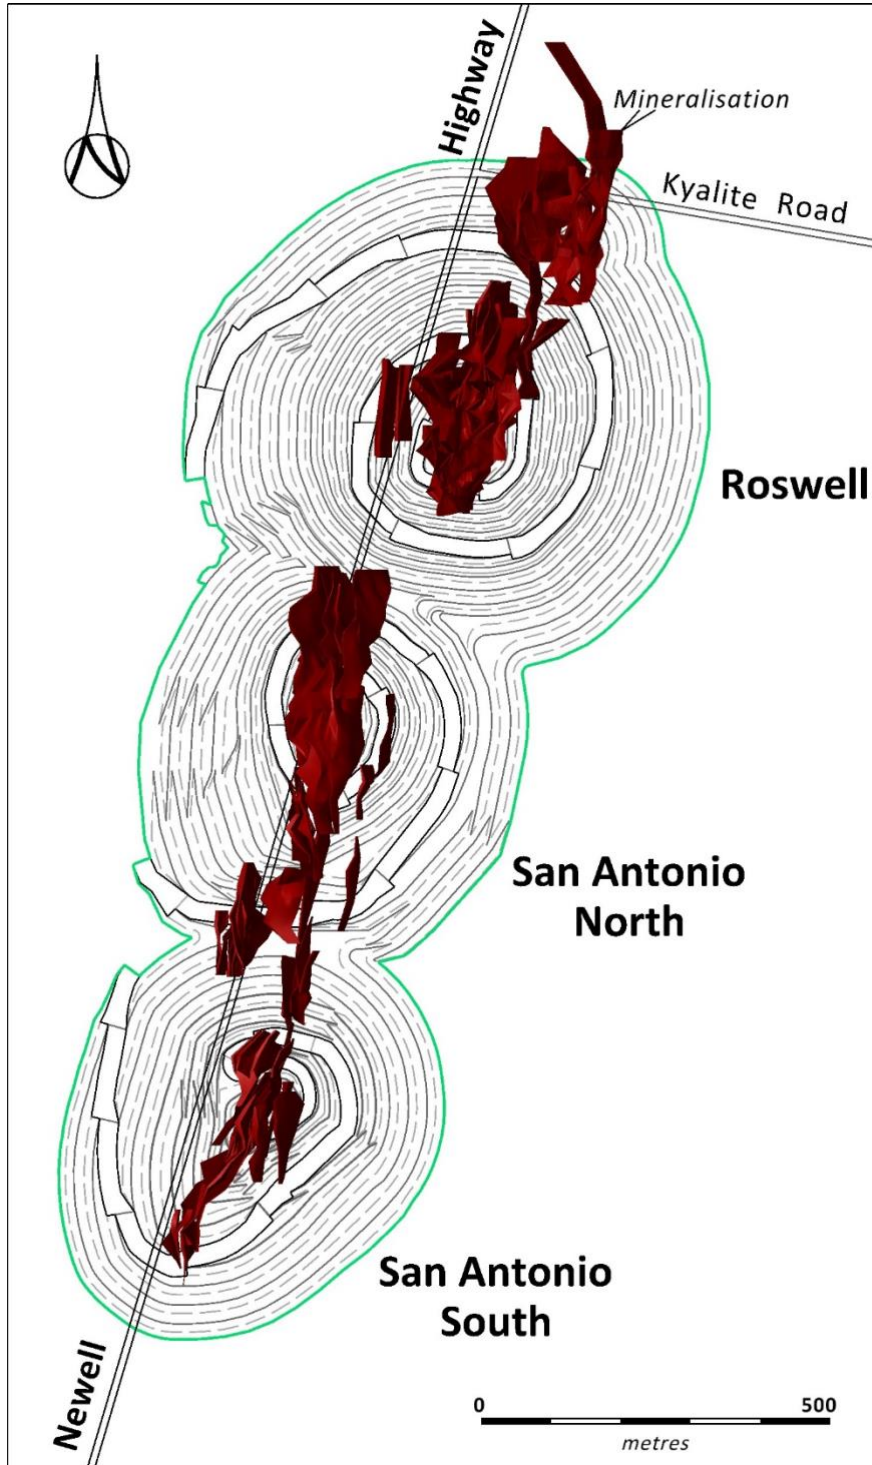 Highway
Mineralisation
Kyalite Road
Roswell
San Antonio
North
San Antonio
South
Newell
0 500
metres